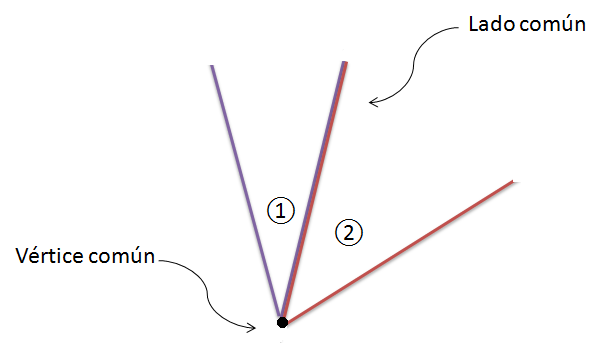 Lado común
①
②
Vértice común